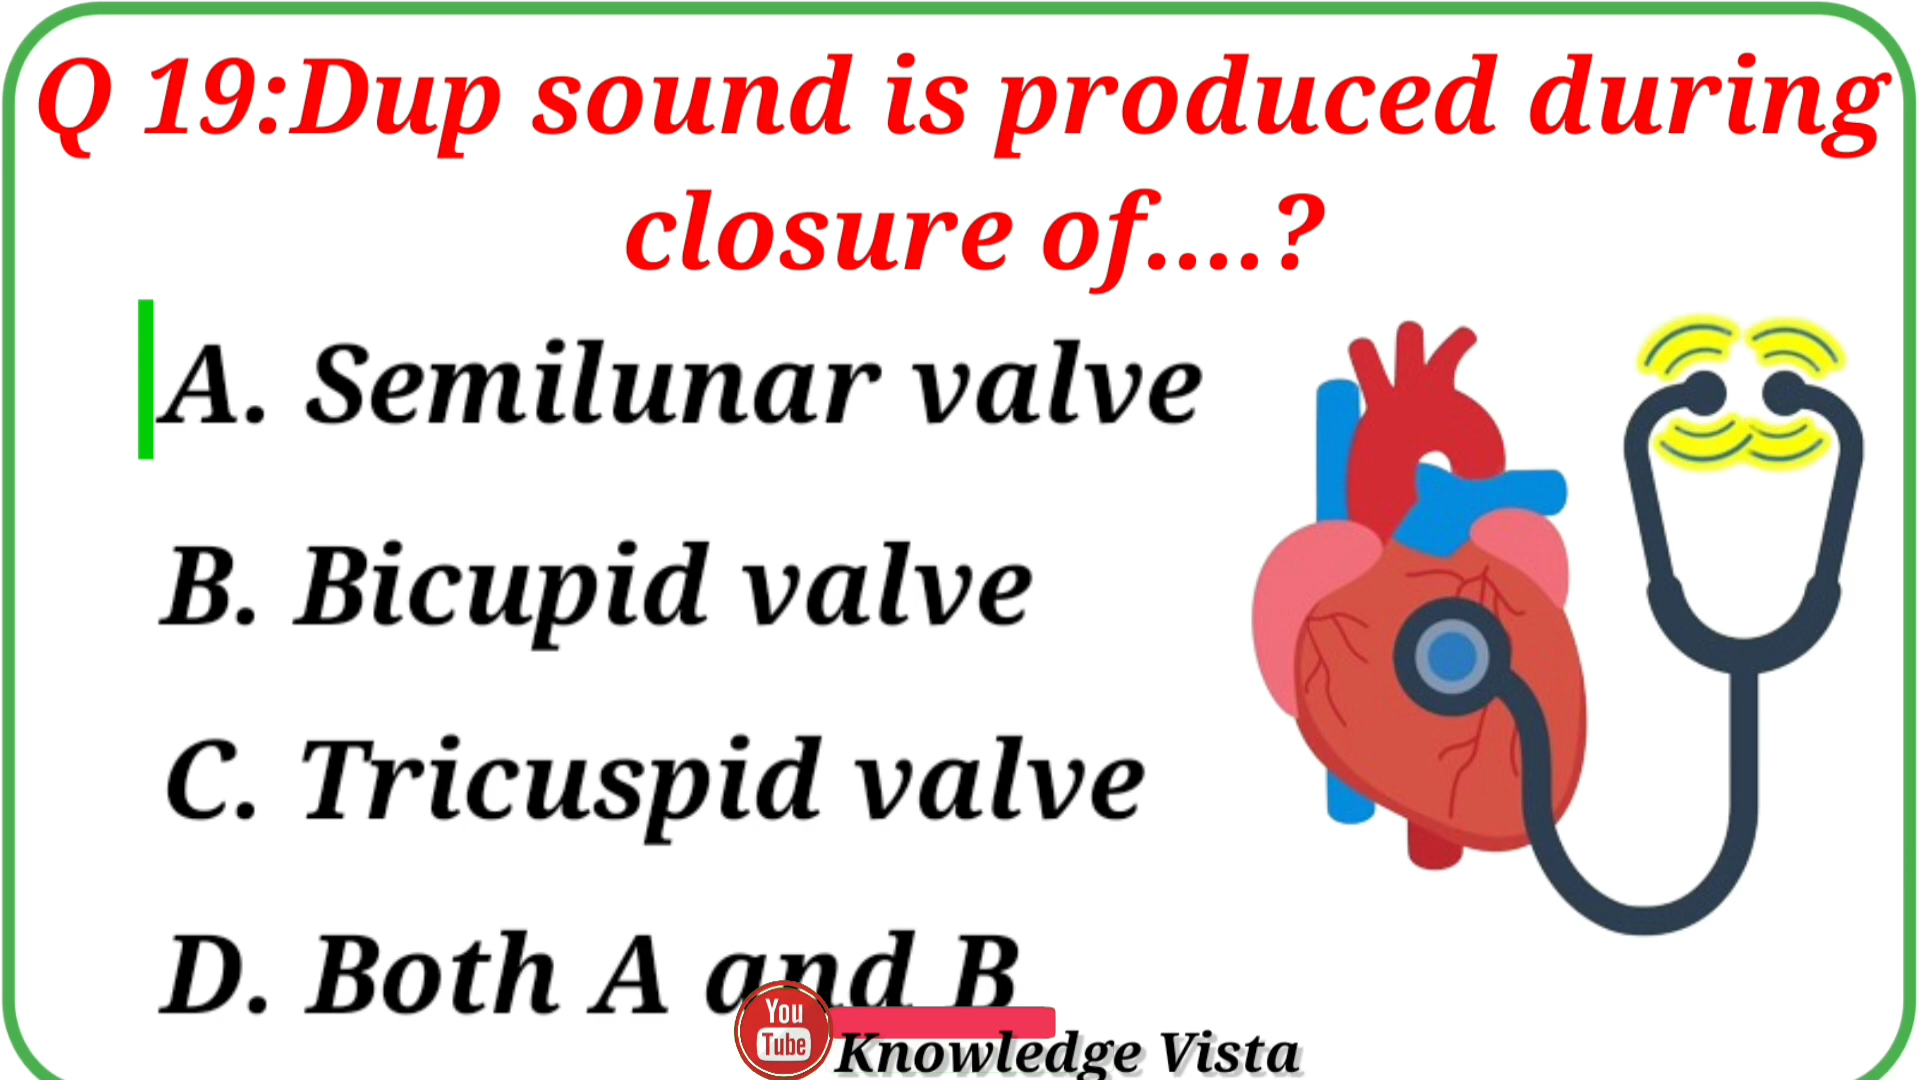 Q 19:Dup sound is produced during
closure of....?
A. Semilunar valve
B. Bicupid valve
C. Tricuspid valve
D. Both A and B
You
Tube
Knowledge Vista